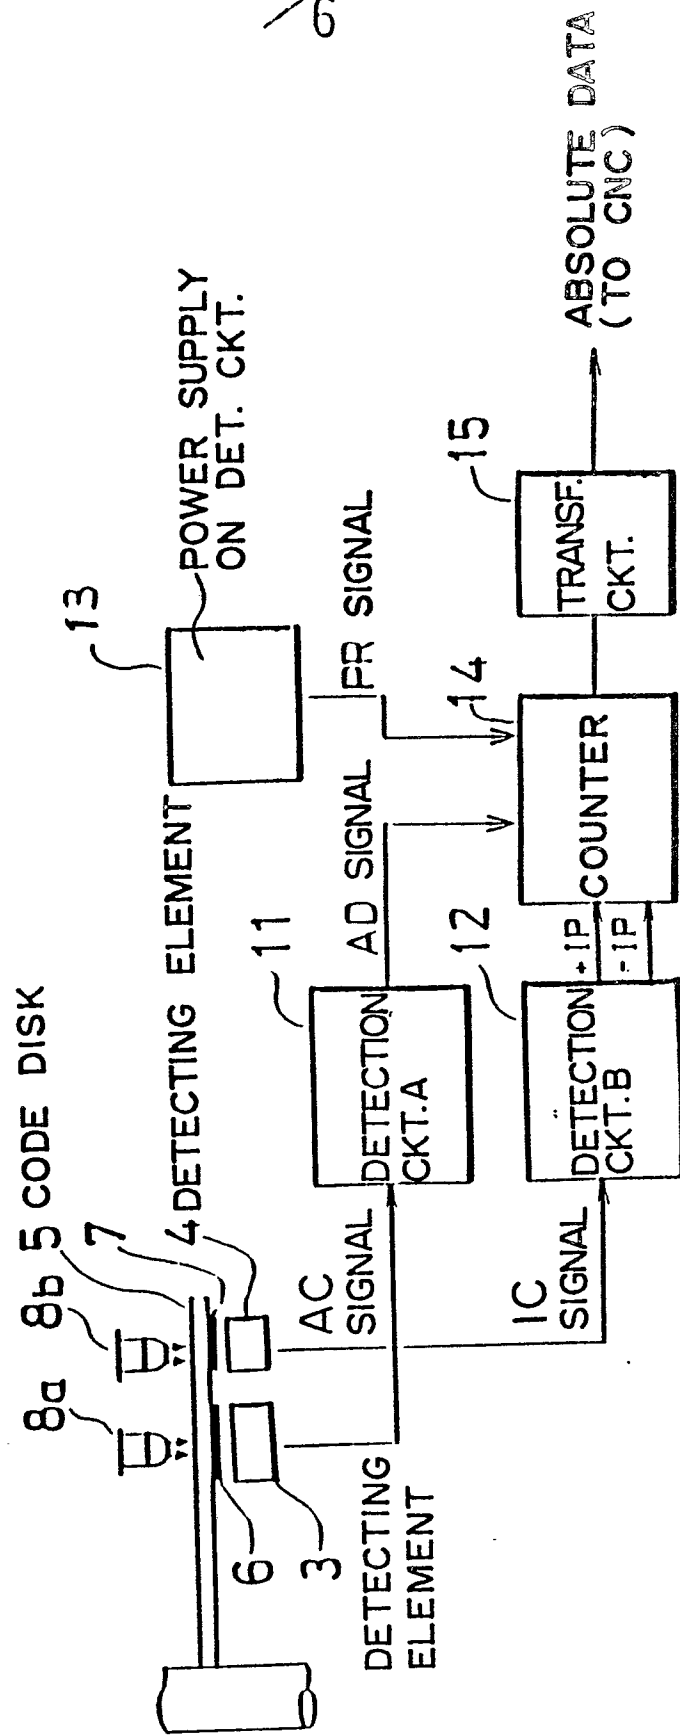 6
8a
8b
5 CODE DISK
7
4 DETECTING ELEMENT
6
3
DETECTING
ELEMENT
AC
SIGNAL
IC
SIGNAL
11
DETECTION
CKT.A
AD SIGNAL
12
DETECTION
CKT.B
+IP
-IP
13
POWER SUPPLY
ON DET. CKT.
PR SIGNAL
14
COUNTER
15
TRANSF.
CKT.
ABSOLUTE DATA
(TO CNC)